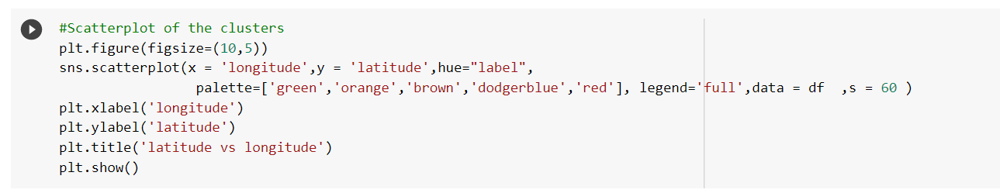 #Scatterplot of the clusters
plt.figure(figsize=(10,5))
sns.scatterplot(x = 'longitude',y = 'latitude',hue="label",
                palette=['green','orange','brown','dodgerblue','red'], legend='full',data = df  ,s = 60 )
plt.xlabel('longitude')
plt.ylabel('latitude')
plt.title('latitude vs longitude')
plt.show()